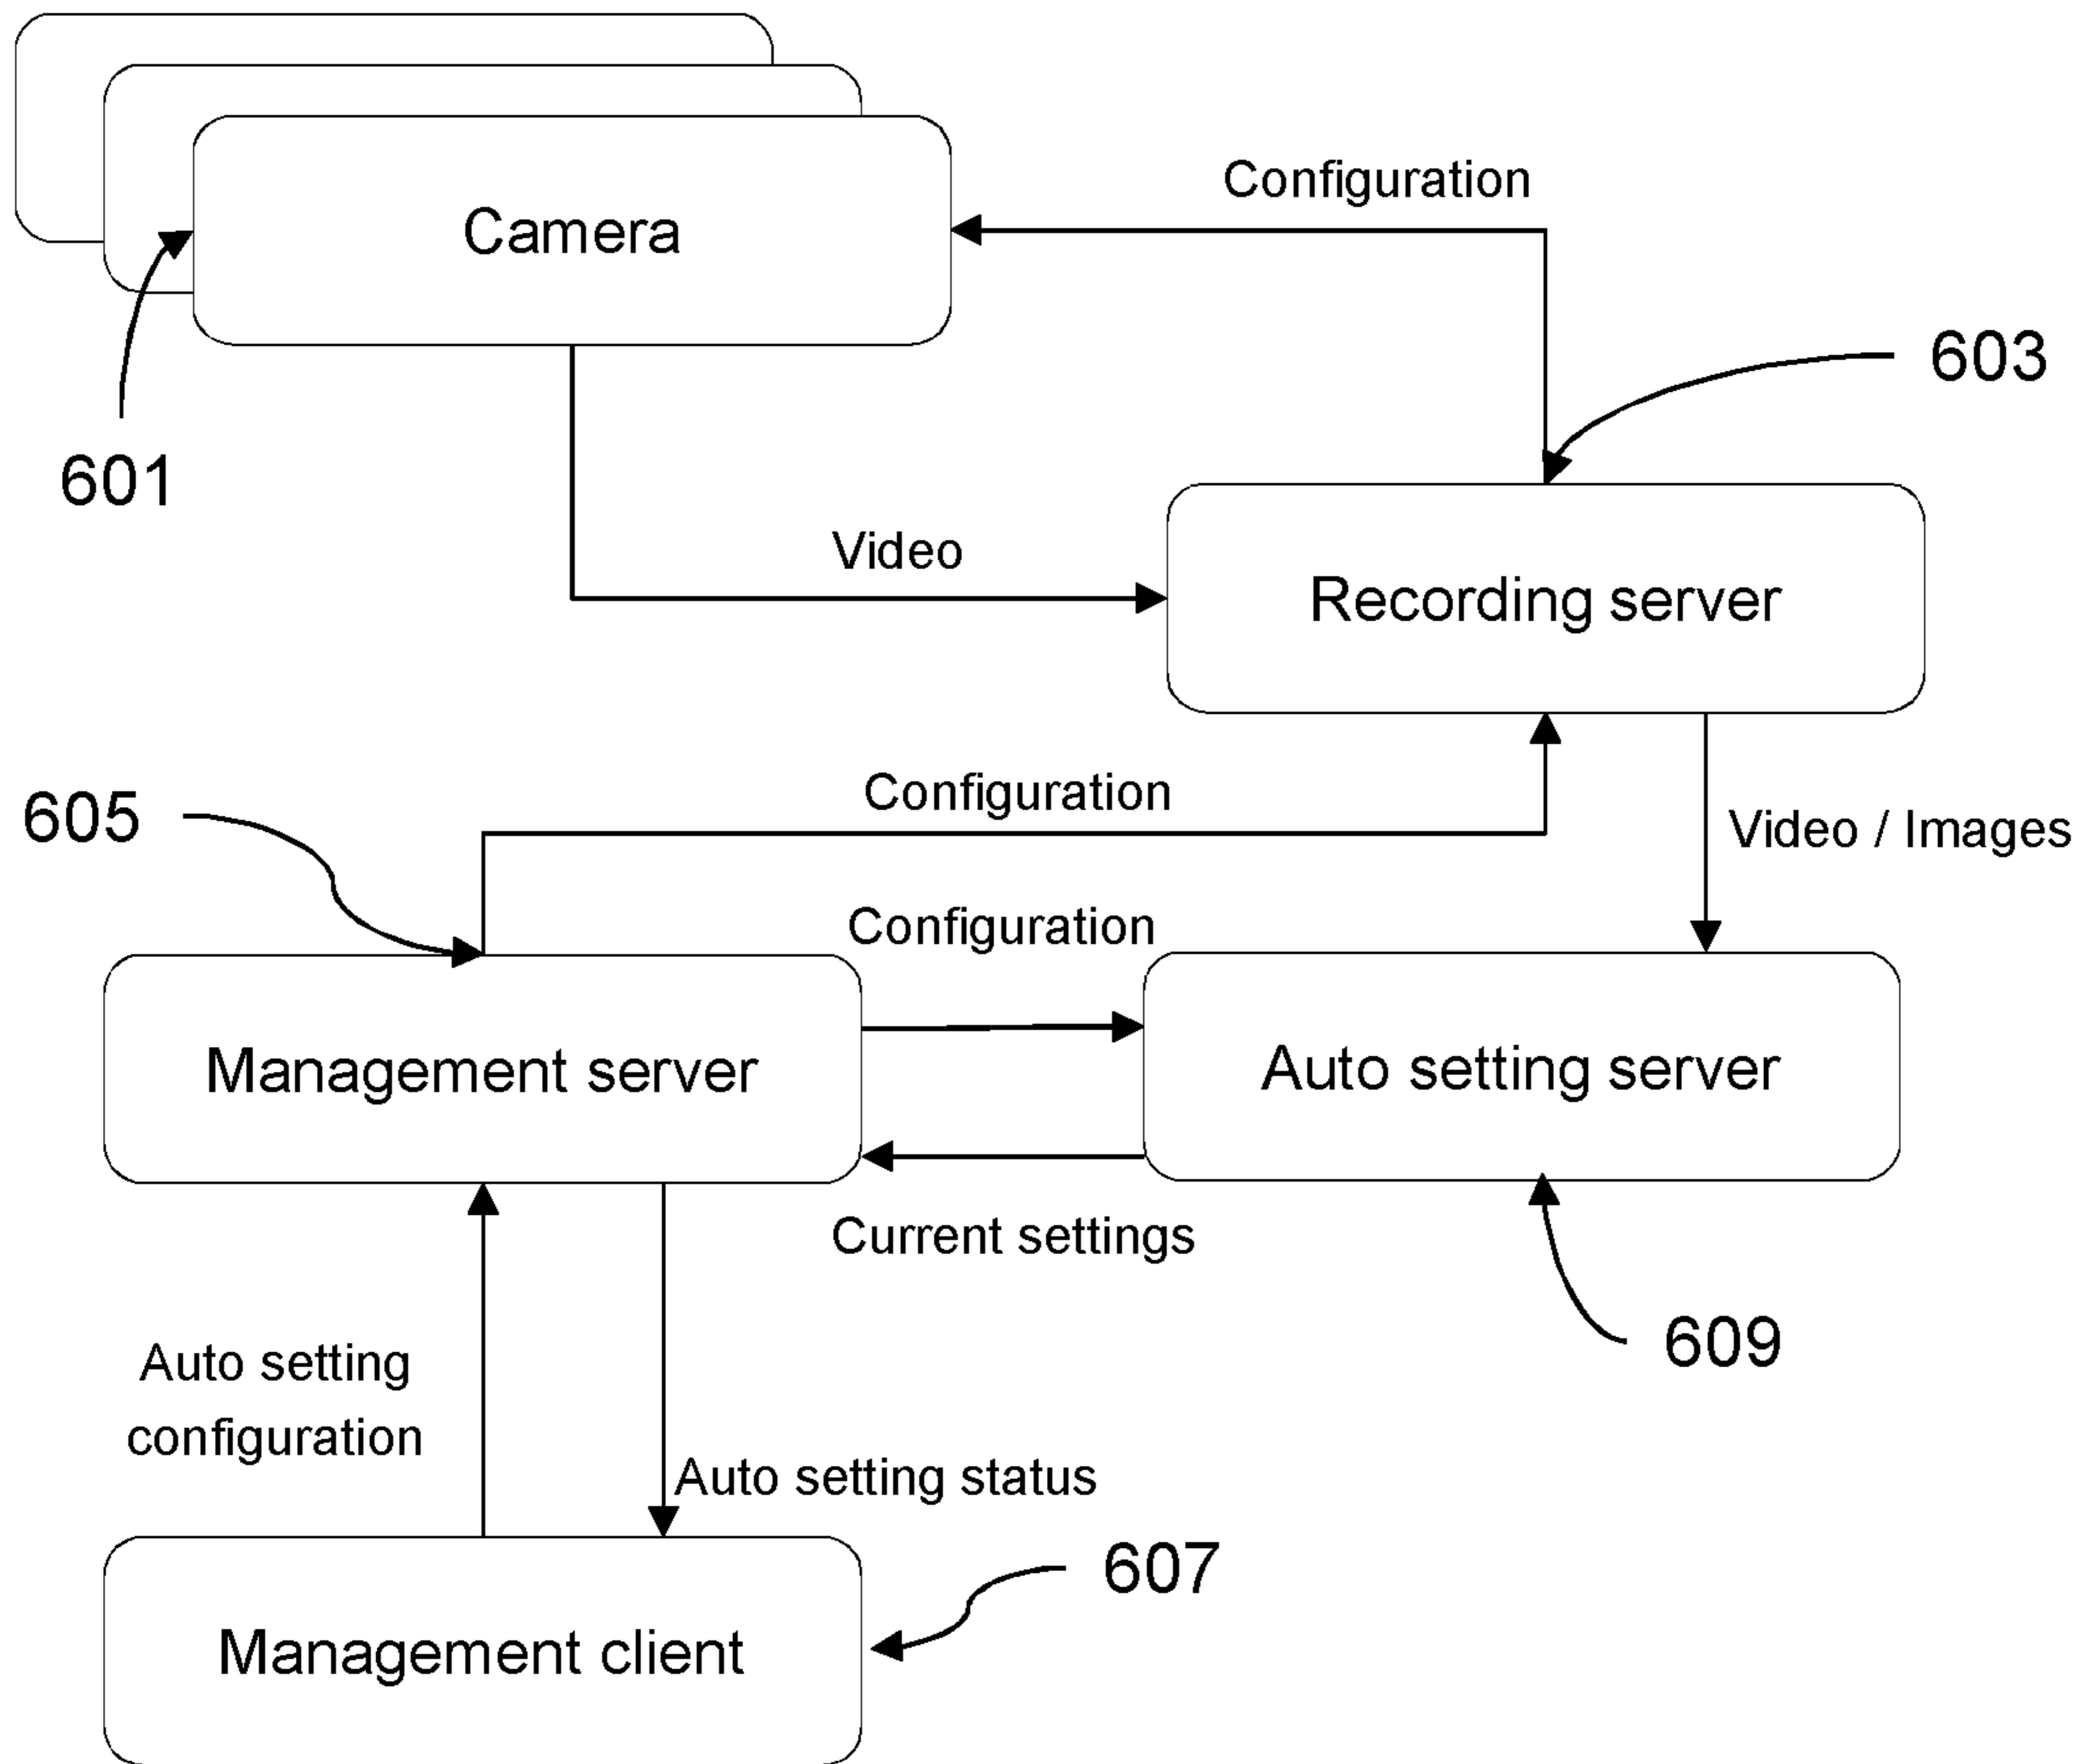 Configuration
Camera
603
601
Video
Recording server
Configuration
605
Video / Images
Configuration
Management server
Auto setting server
Current settings
609
Auto setting
configuration
Auto setting status
607
Management client